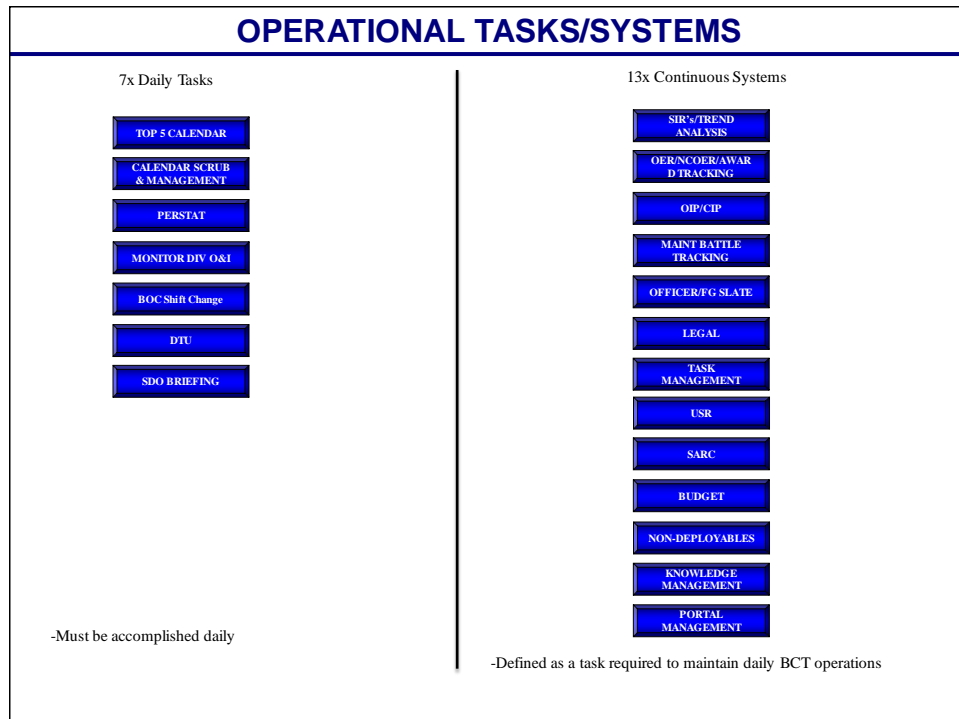 OPERATIONAL TASKS/SYSTEMS
7x Daily Tasks
TOP 5 CALENDAR
CALENDAR SCRUB
& MANAGEMENT
PERSTAT
MONITOR DIV O&I
BOC Shift Change
DTU
SDO BRIEFING
-Must be accomplished daily
13x Continuous Systems
SIR's/TREND
ANALYSIS
OER/NCOER/AWAR
D TRACKING
OIP/CIP
MAINT BATTLE
TRACKING
OFFICER/FG SLATE
LEGAL
TASK
MANAGEMENT
USR
SARC
BUDGET
NON-DEPLOYABLES
KNOWLEDGE
MANAGEMENT
PORTAL
MANAGEMENT
-Defined as a task required to maintain daily BCT operations